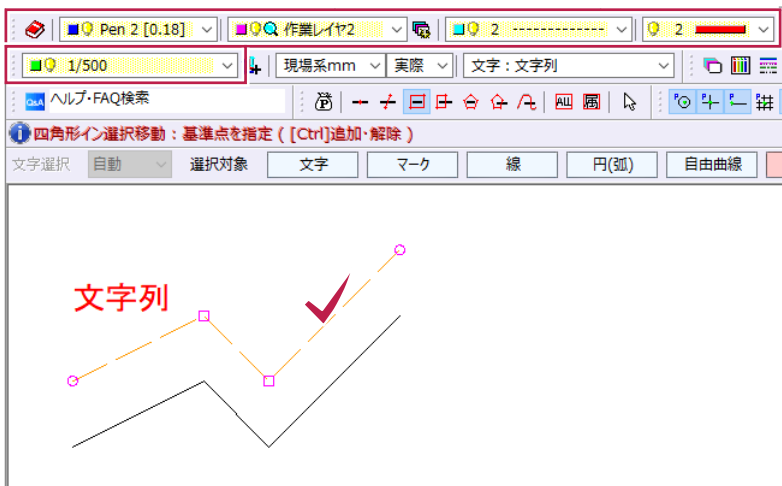 Pen 2 [0.18] 作業レイヤ2 2 2
1/500 現場系mm 実際 文字：文字列
Q&A ヘルプ・FAQ検索 ALL 属
四角形イン選択移動：基準点を指定 ( [Ctrl]追加・解除 )
文字選択 自動 選択対象 文字 マーク 線 円(弧) 自由曲線
文字列